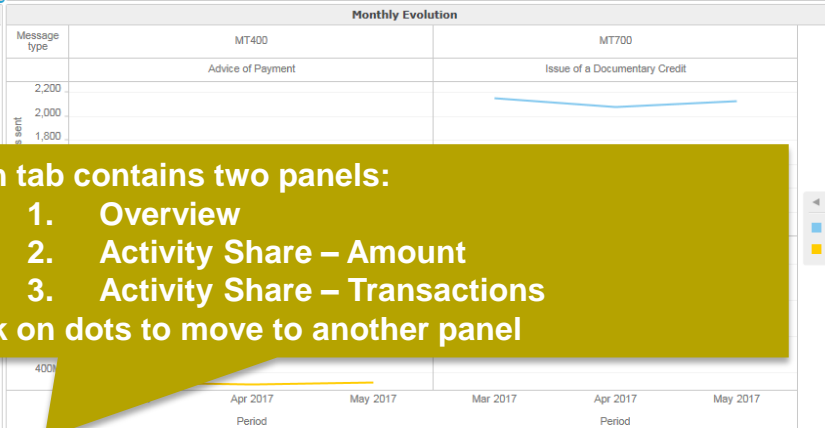 Monthly Evolution
Message type
MT400
MT700
Advice of Payment
Issue of a Documentary Credit
2,200
2,000
1,800
sent
tab contains two panels:
1. Overview
2. Activity Share – Amount
3. Activity Share – Transactions
on dots to move to another panel
Apr 2017
May 2017
Mar 2017
Apr 2017
May 2017
Period
Period